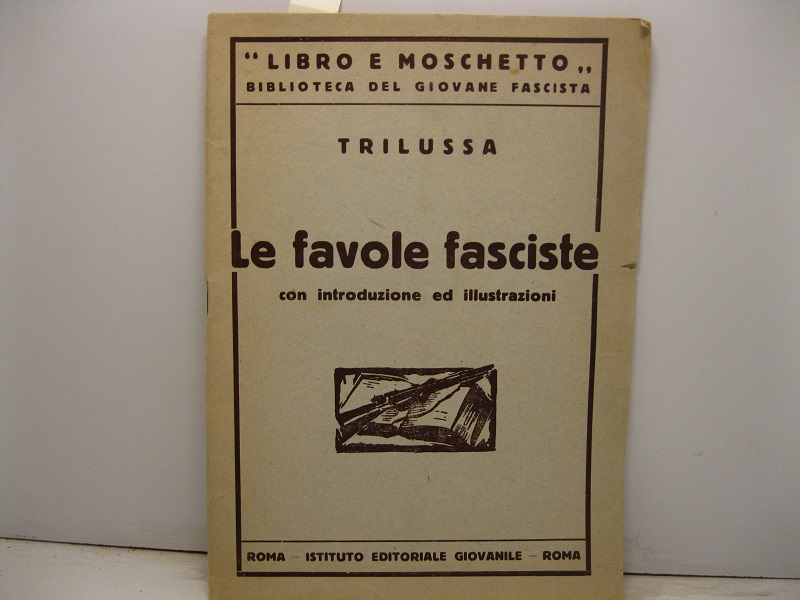 “ LIBRO E MOSCHETTO „
BIBLIOTECA DEL GIOVANE FASCISTA
TRILUSSA
Le favole fasciste
con introduzione ed illustrazioni
ROMA – ISTITUTO EDITORIALE GIOVANILE – ROMA